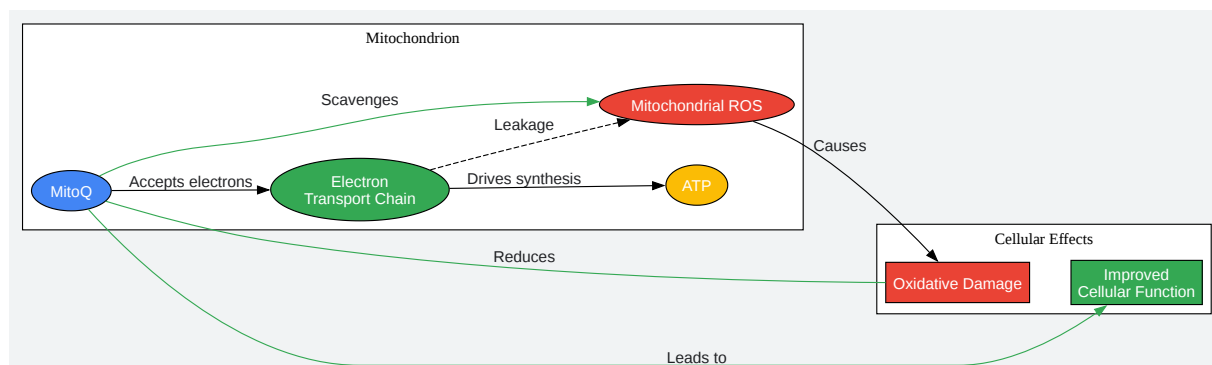 Mitochondrion
Scavenges
Mitochondrial ROS
Leakage
Causes
MitoQ
Accepts electrons
Electron
Transport Chain
Drives synthesis
ATP
Cellular Effects
Reduces
Oxidative Damage
Improved
Cellular Function
Leads to